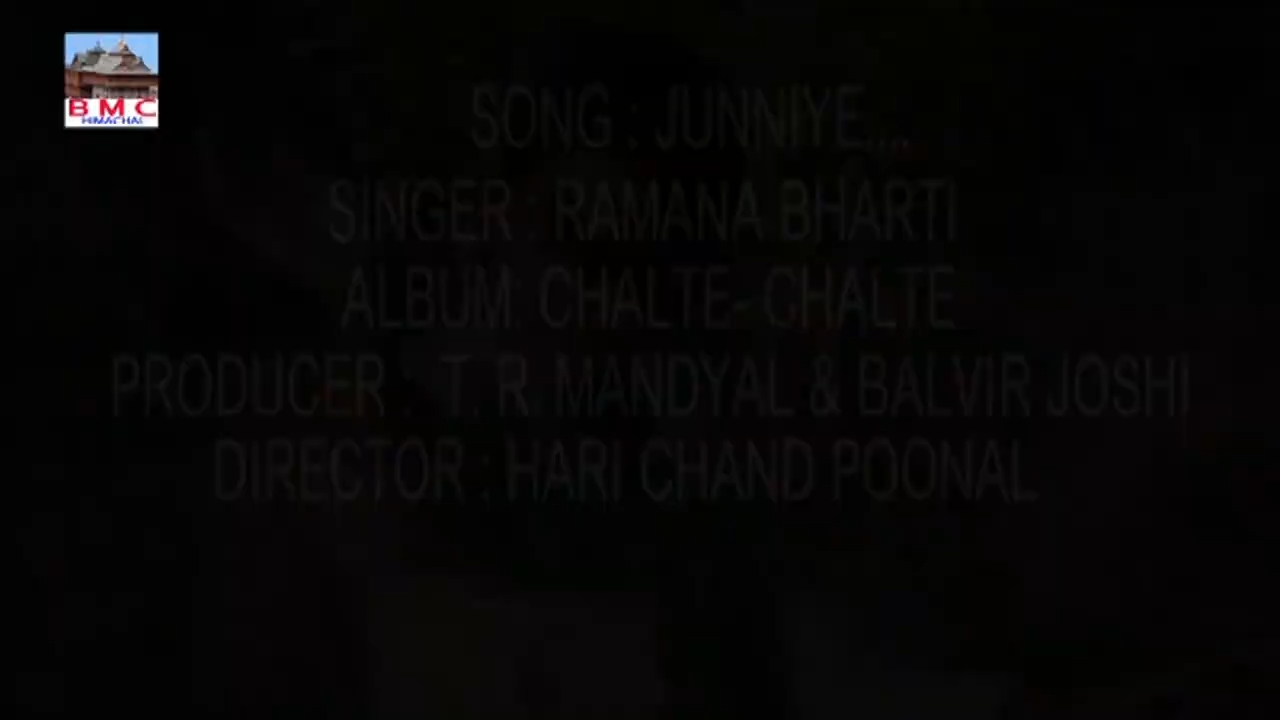 BMC
HIMACHAL
SONG : JUNNIYE....
SINGER : RAMANA BHARTI
ALBUM: CHALTE- CHALTE
PRODUCER : T. R. MANDYAL & BALVIR JOSHI
DIRECTOR : HARI CHAND POONAL